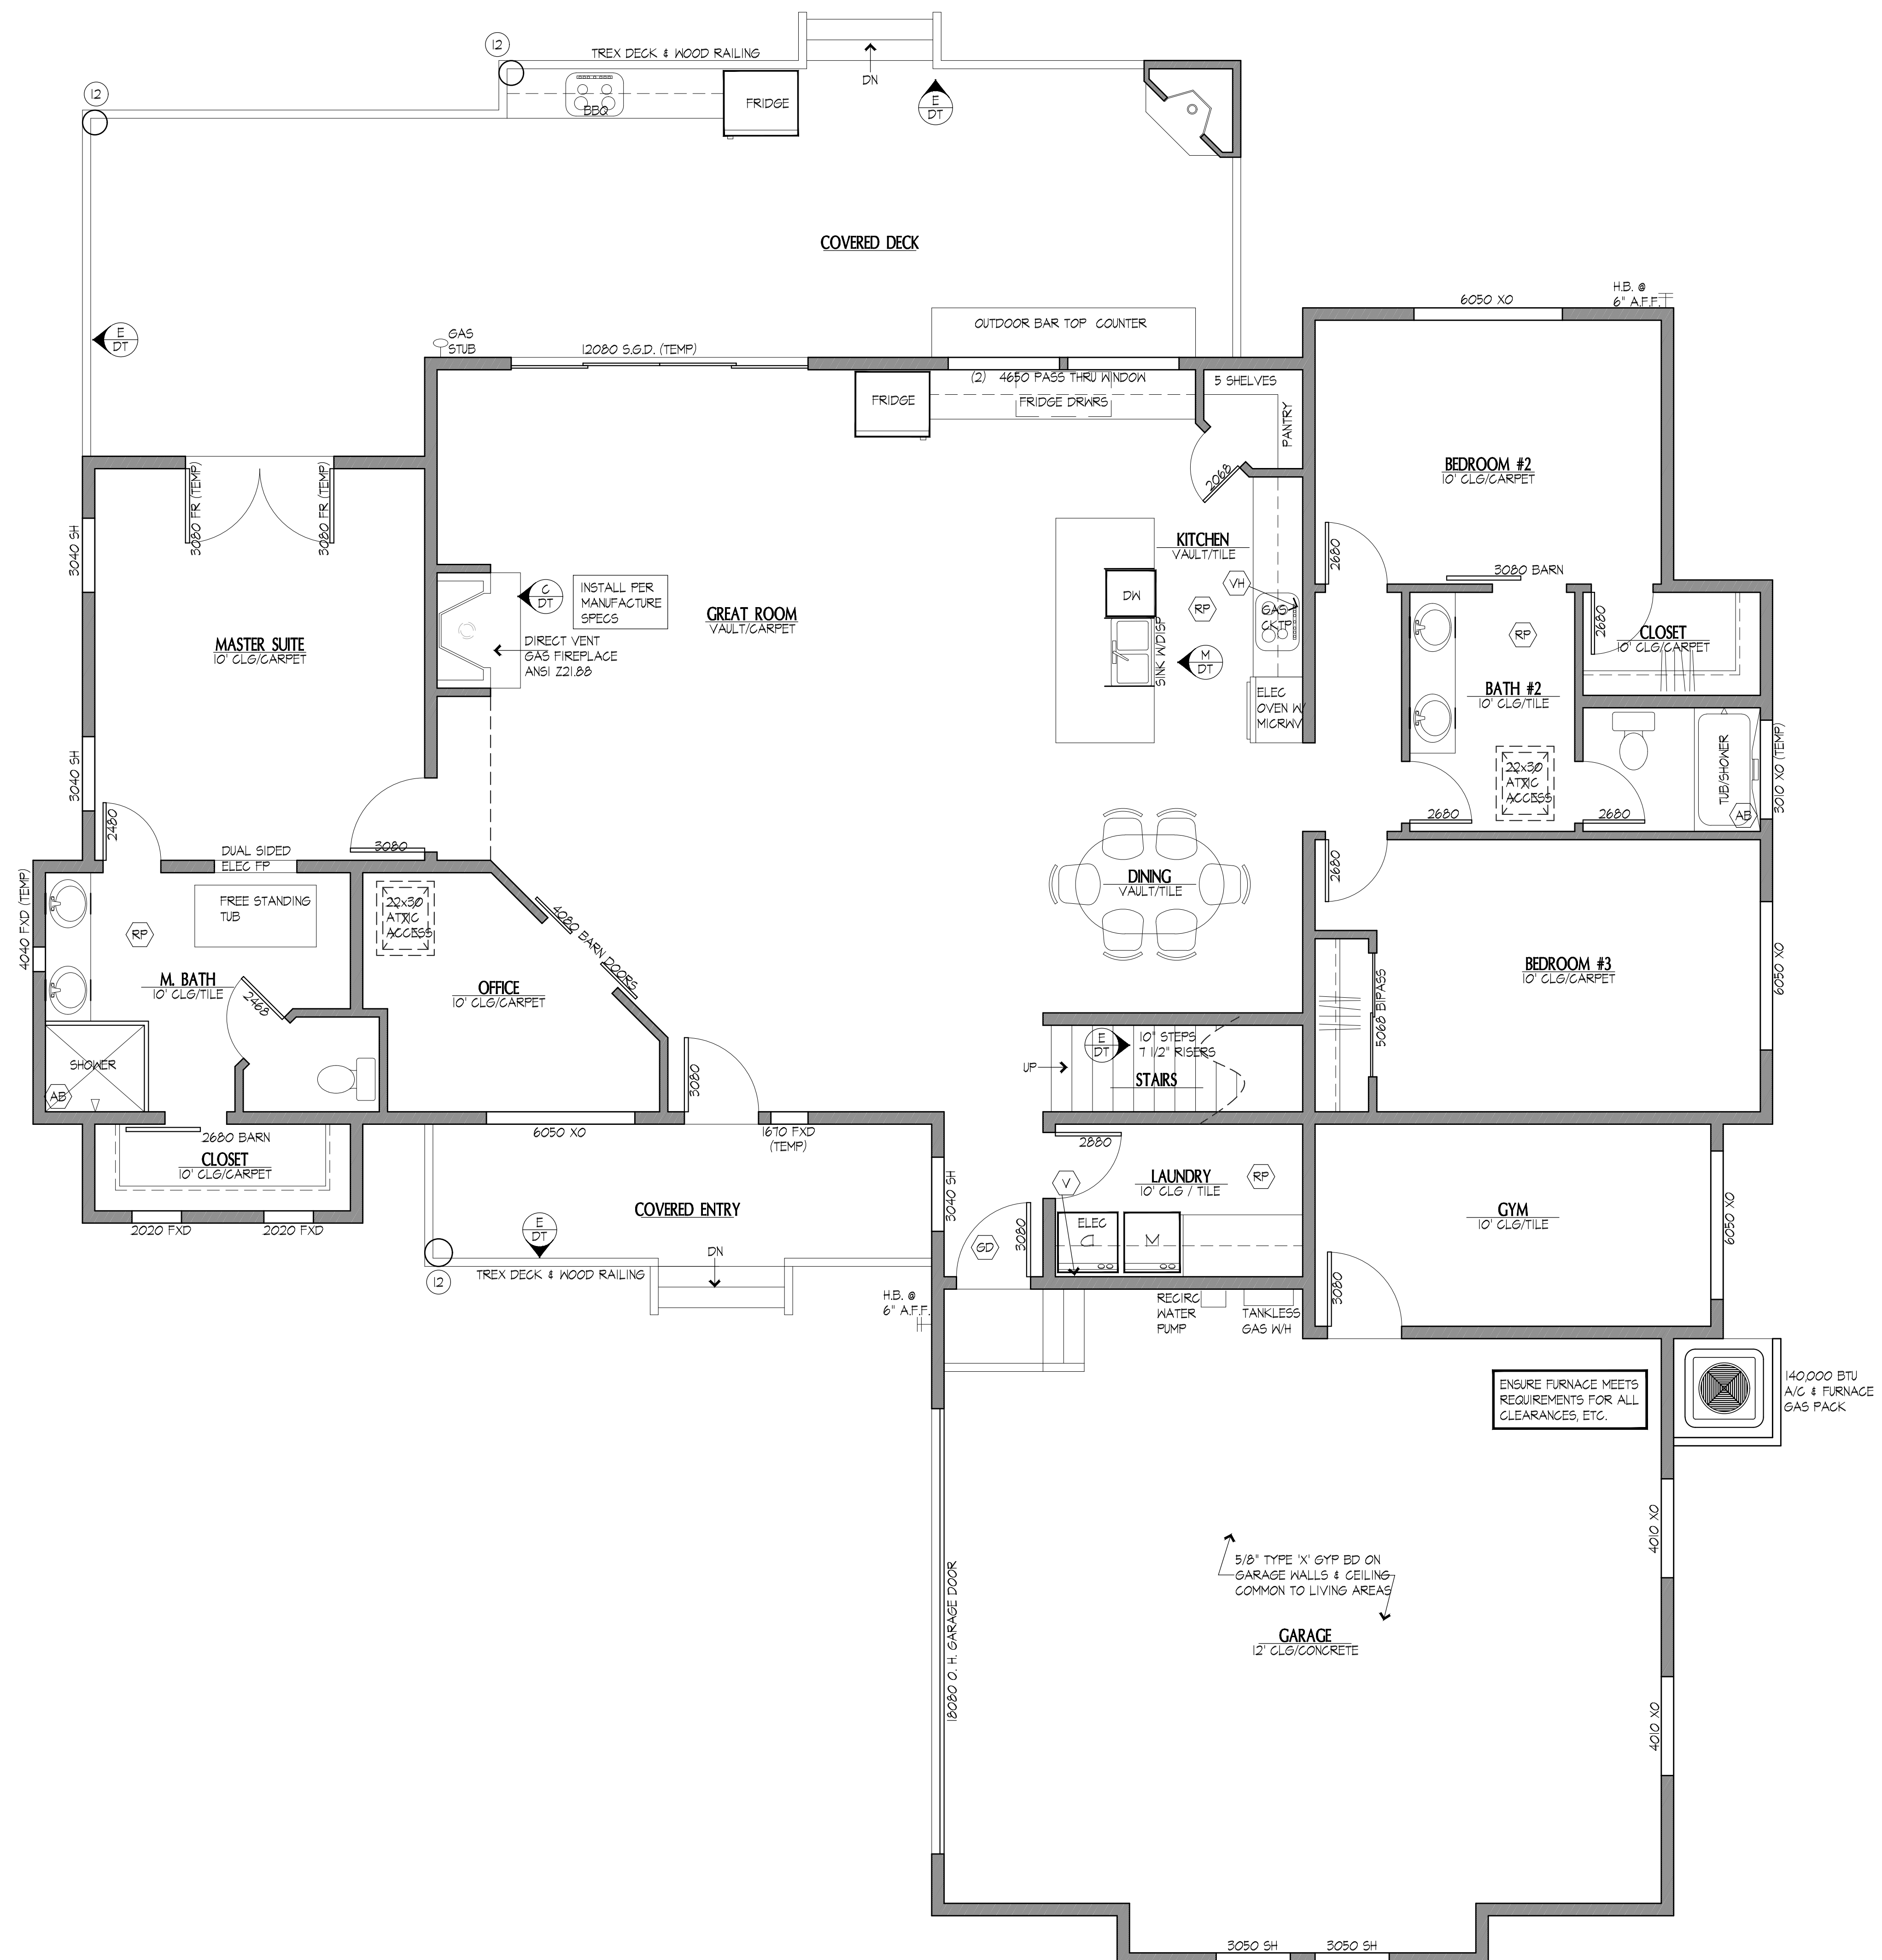 12
TREX DECK & WOOD RAILING
DN
12
BBQ
FRIDGE
E
DT
COVERED DECK
E
DT
GAS
STUB
12080 S.G.D. (TEMP)
OUTDOOR BAR TOP COUNTER
6050 XO
H.B. @
6" A.F.F.
(2) 4650 PASS THRU WINDOW
FRIDGE
FRIDGE DRWRS
5 SHELVES
PANTRY
2068
3080 FR (TEMP)
3080 FR (TEMP)
3040 SH
3040 SH
MASTER SUITE
10' CLG/CARPET
C
DT
INSTALL PER
MANUFACTURE
SPECS
DIRECT VENT
GAS FIREPLACE
ANSI Z21.88
GREAT ROOM
VAULT/CARPET
KITCHEN
VAULT/TILE
VH
RP
DW
GAS
CKTP
SINK W/DISP
M
DT
ELEC
OVEN W/
MICRWV
BEDROOM #2
10' CLG/CARPET
2680
3080 BARN
2680
CLOSET
10' CLG/CARPET
RP
BATH #2
10' CLG/TILE
22x30
ATTIC
ACCESS
2680
2680
TUB/SHOWER
AB
3010 XO (TEMP)
2480
3080
DUAL SIDED
ELEC FP
4040 FXD (TEMP)
FREE STANDING
TUB
RP
M. BATH
10' CLG/TILE
2468
SHOWER
AB
22x30
ATTIC
ACCESS
OFFICE
10' CLG/CARPET
4080 BARN DOORS
3080
DINING
VAULT/TILE
2680
BEDROOM #3
10' CLG/CARPET
6050 XO
5068 BIPASS
E
DT
10" STEPS
7 1/2" RISERS
UP
STAIRS
2680 BARN
CLOSET
10' CLG/CARPET
2020 FXD
2020 FXD
6050 XO
1670 FXD
(TEMP)
COVERED ENTRY
E
DT
12
TREX DECK & WOOD RAILING
DN
3040 SH
H.B. @
6" A.F.F.
2880
V
LAUNDRY
10' CLG / TILE
RP
ELEC
D
M
GD
3080
GYM
10' CLG/TILE
6050 XO
3080
RECIRC
WATER
PUMP
TANKLESS
GAS W/H
ENSURE FURNACE MEETS
REQUIREMENTS FOR ALL
CLEARANCES, ETC.
140,000 BTU
A/C & FURNACE
GAS PACK
18080 O. H. GARAGE DOOR
5/8" TYPE 'X' GYP BD ON
GARAGE WALLS & CEILING
COMMON TO LIVING AREAS
GARAGE
12' CLG/CONCRETE
4010 XO
4010 XO
3050 SH
3050 SH